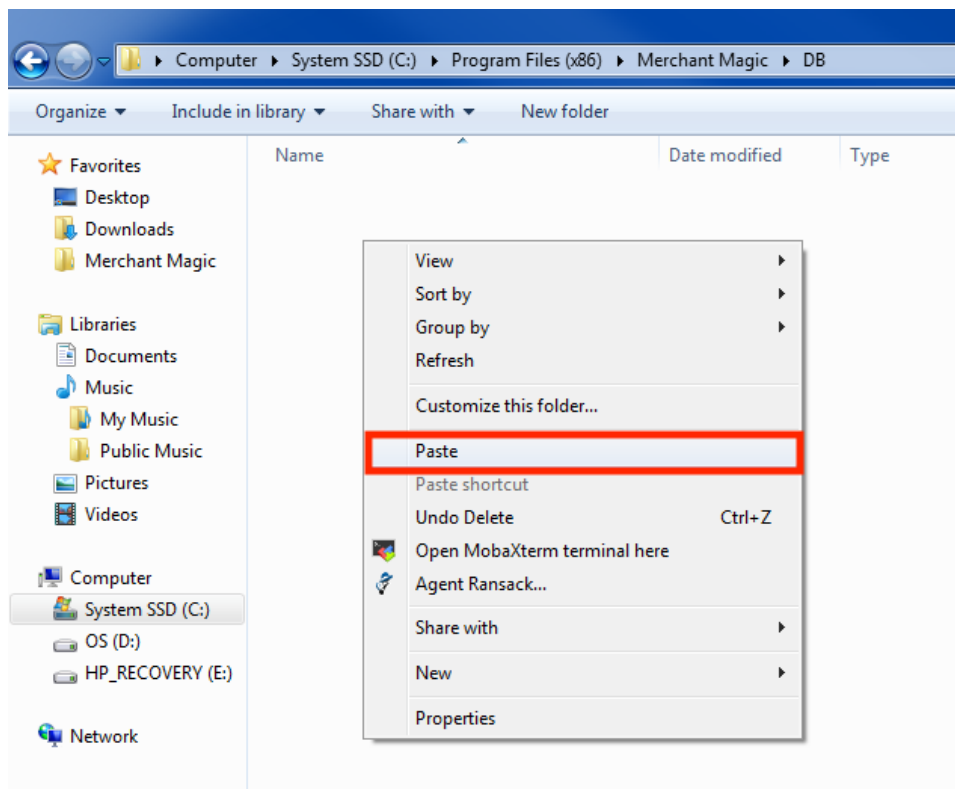 Computer System SSD (C:) Program Files (x86) Merchant Magic DB
Organize Include in library Share with New folder
Name Date modified Type
Favorites
Desktop
Downloads
Merchant Magic
Libraries
Documents
Music
My Music
Public Music
Pictures
Videos
Computer
System SSD (C:)
OS (D:)
HP_RECOVERY (E:)
Network
View
Sort by
Group by
Refresh
Customize this folder...
Paste
Paste shortcut
Undo Delete Ctrl+Z
Open MobaXterm terminal here
Agent Ransack...
Share with
New
Properties